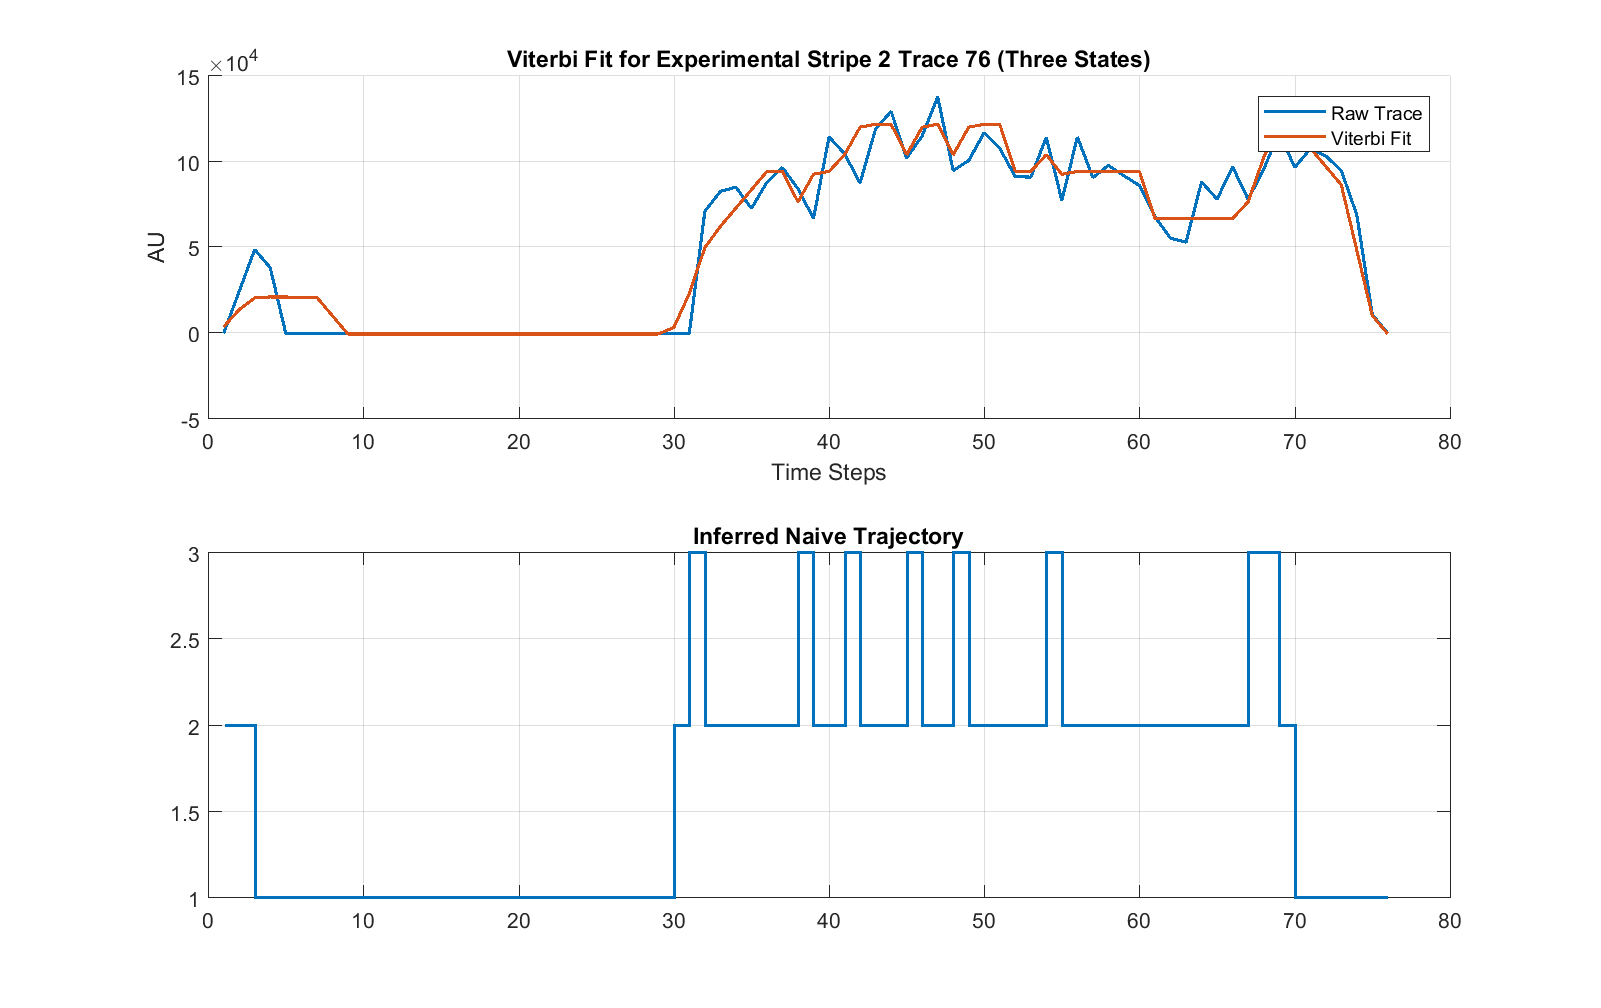 Viterbi Fit for Experimental Stripe 2 Trace 76 (Three States)
×10⁴
15
10
5
0
-5
AU
Raw Trace
Viterbi Fit
0 10 20 30 40 50 60 70 80
Time Steps
Inferred Naive Trajectory
3
2.5
2
1.5
1
0 10 20 30 40 50 60 70 80